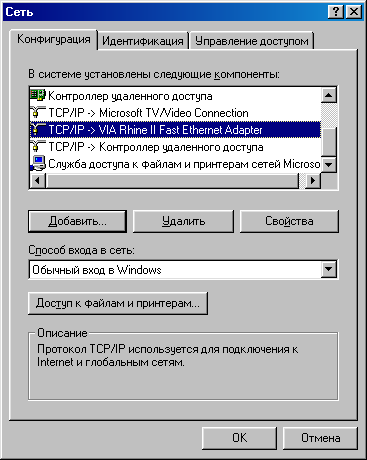 Сеть
Конфигурация Идентификация Управление доступом
В системе установлены следующие компоненты:
Контроллер удаленного доступа
TCP/IP -> Microsoft TV/Video Connection
TCP/IP -> VIA Rhine II Fast Ethernet Adapter
TCP/IP -> Контроллер удаленного доступа
Служба доступа к файлам и принтерам сетей Microso
Добавить... Удалить Свойства
Способ входа в сеть:
Обычный вход в Windows
Доступ к файлам и принтерам...
Описание
Протокол TCP/IP используется для подключения к
Internet и глобальным сетям.
OK Отмена